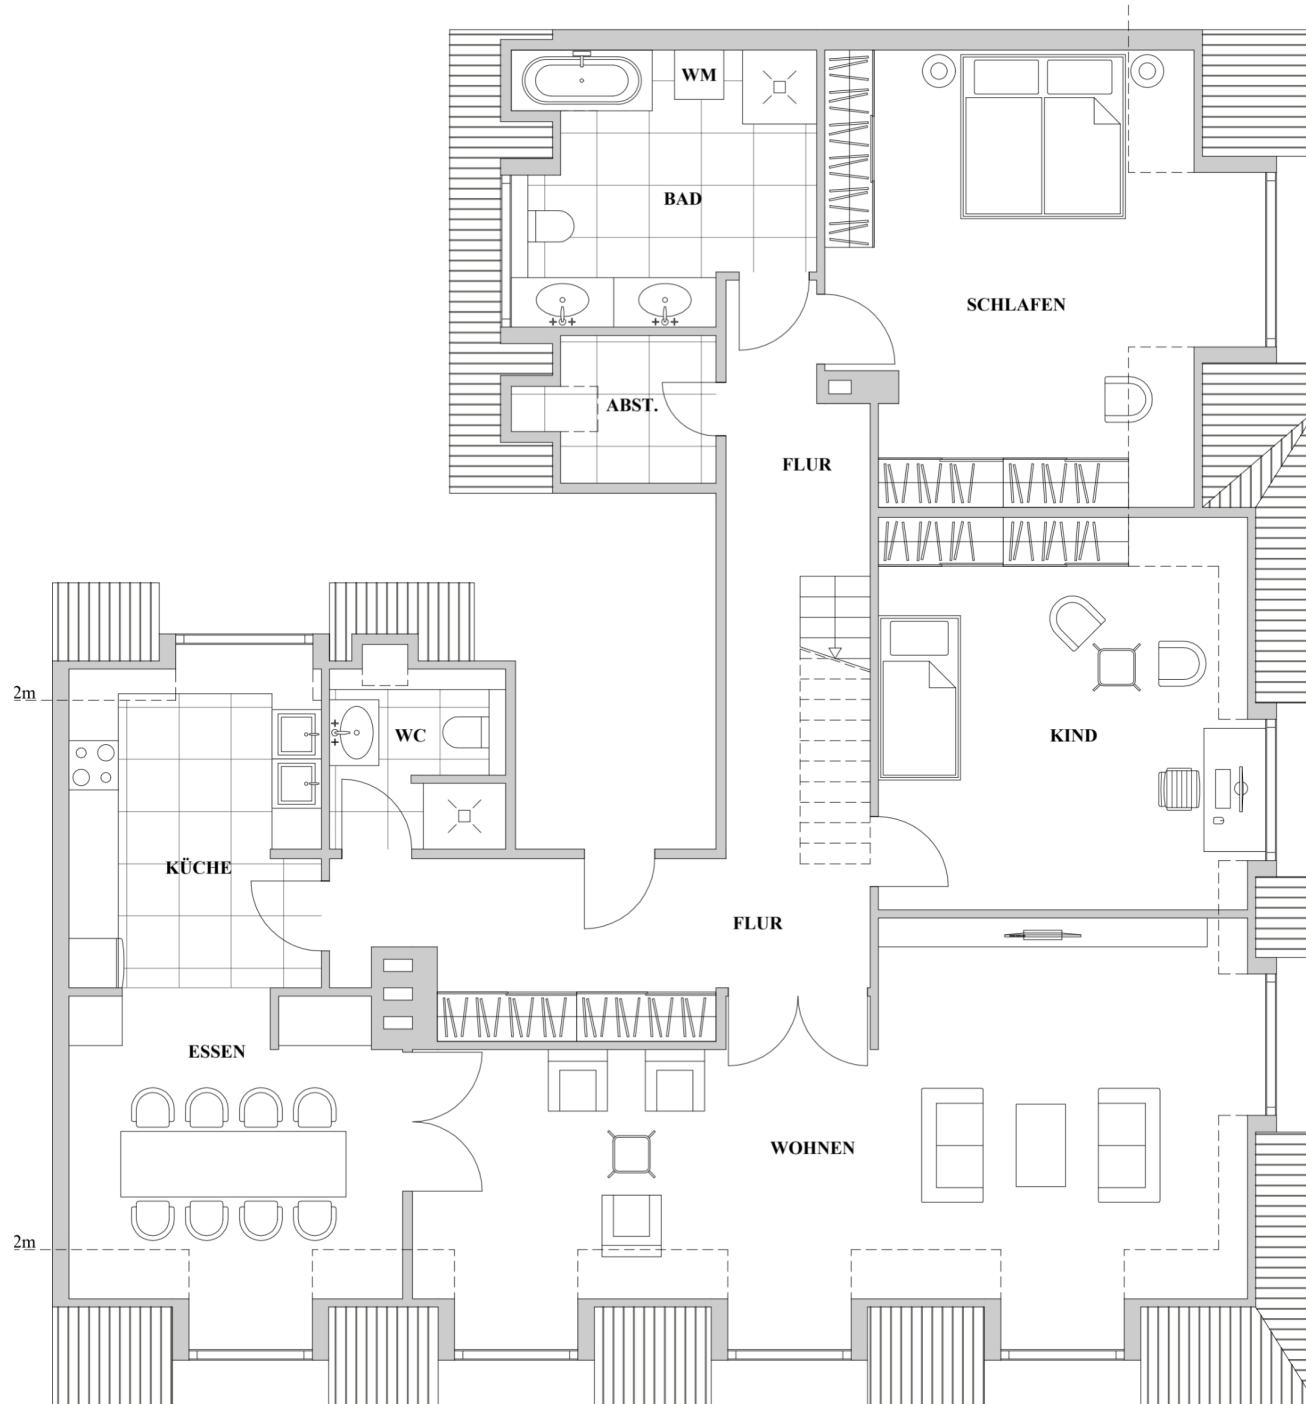 WM
BAD
SCHLAFEN
ABST.
FLUR
2m
WC
KIND
KÜCHE
FLUR
ESSEN
WOHNEN
2m